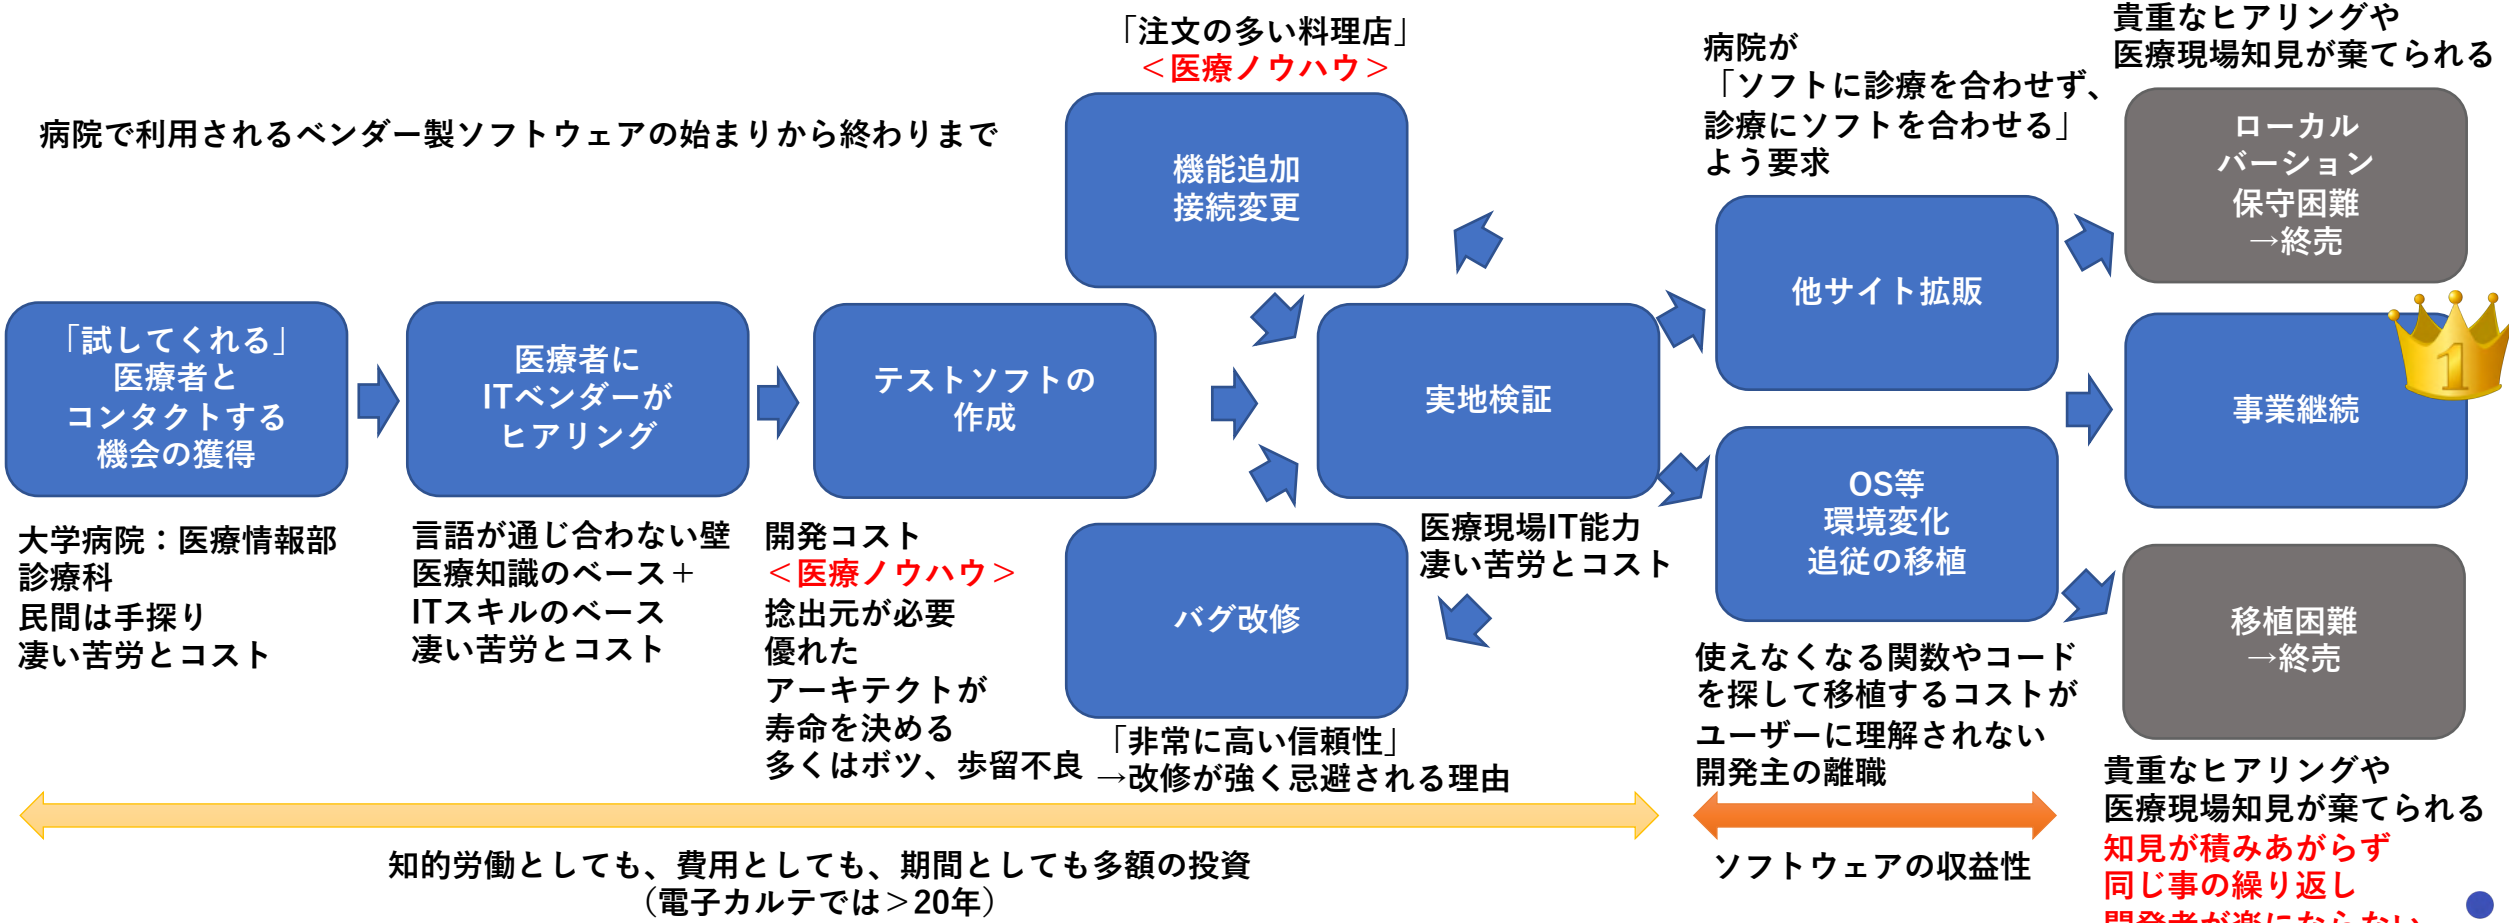 病院で利用されるベンダー製ソフトウェアの始まりから終わりまで
「試してくれる」
医療者と
コンタクトする
機会の獲得
大学病院：医療情報部
診療科
民間は手探り
凄い苦労とコスト
医療者に
ITベンダーが
ヒアリング
言語が通じ合わない壁
医療知識のベース＋
ITスキルのベース
凄い苦労とコスト
テストソフトの
作成
開発コスト
＜医療ノウハウ＞
捻出元が必要
優れた
アーキテクトが
寿命を決める
多くはボツ、歩留不良
「注文の多い料理店」
＜医療ノウハウ＞
機能追加
接続変更
実地検証
医療現場IT能力
凄い苦労とコスト
バグ改修
「非常に高い信頼性」
→改修が強く忌避される理由
病院が
「ソフトに診療を合わせず、
診療にソフトを合わせる」
よう要求
他サイト拡販
OS等
環境変化
追従の移植
使えなくなる関数やコード
を探して移植するコストが
ユーザーに理解されない
開発主の離職
貴重なヒアリングや
医療現場知見が棄てられる
ローカル
バージョン
保守困難
→終売
1
事業継続
移植困難
→終売
貴重なヒアリングや
医療現場知見が棄てられる
知見が積みあがらず
同じ事の繰り返し
開発者が楽にならない
知的労働としても、費用としても、期間としても多額の投資
（電子カルテでは＞20年）
ソフトウェアの収益性